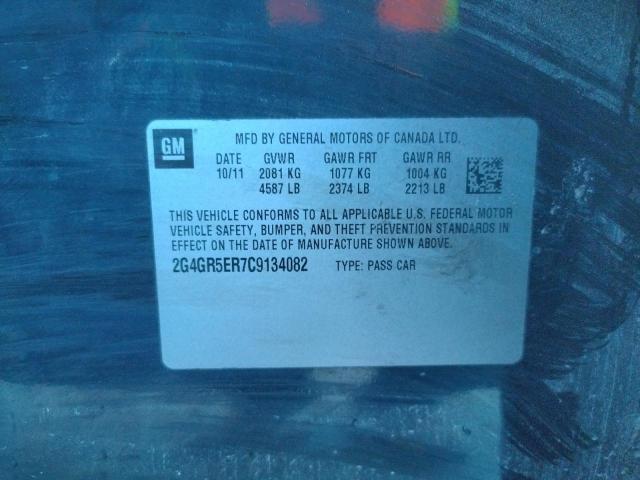 GM
MFD BY GENERAL MOTORS OF CANADA LTD.
DATE GVWR GAWR FRT GAWR RR
10/11 2081 KG 1077 KG 1004 KG
4587 LB 2374 LB 2213 LB
THIS VEHICLE CONFORMS TO ALL APPLICABLE U.S. FEDERAL MOTOR
VEHICLE SAFETY, BUMPER, AND THEFT PREVENTION STANDARDS IN
EFFECT ON THE DATE OF MANUFACTURE SHOWN ABOVE.
2G4GR5ER7C9134082 TYPE: PASS CAR